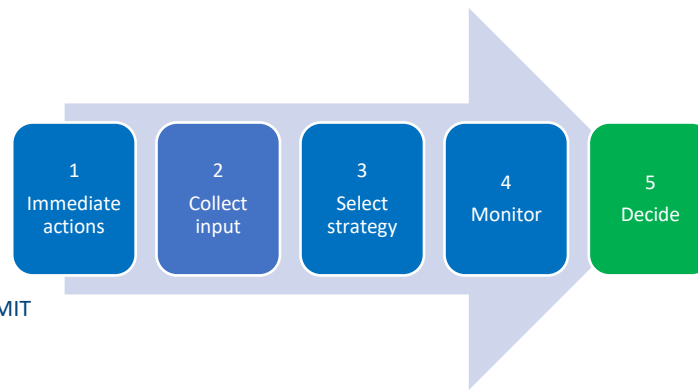 1
Immediate
actions
2
Collect
input
3
Select
strategy
4
Monitor
5
Decide
MIT